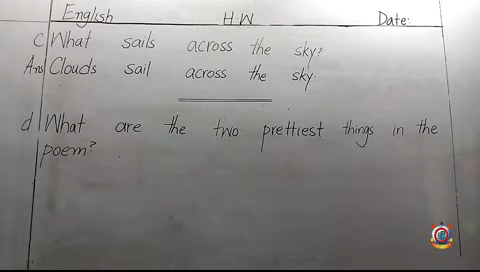 English H.W Date:
c What sails across the sky?
Ans Clouds sail across the sky.
d What are the two prettiest things in the
poem?